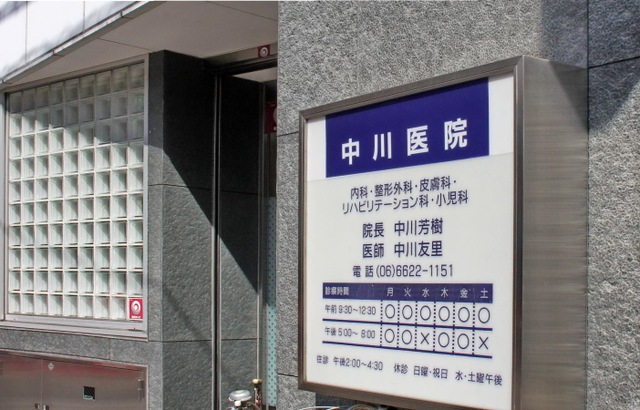 中川医院
内科・整形外科・皮膚科・
リハビリテーション科・小児科
院長 中川芳樹
医師 中川友里
電話(06)6622-1151
診察時間 月 火 水 木 金 土
午前 9:30〜12:30 ○ ○ ○ ○ ○ ○
午後 5:00〜 8:00 ○ ○ × ○ ○ ×
往診 午後2:00〜4:30 休診 日曜・祝日 水・土曜午後